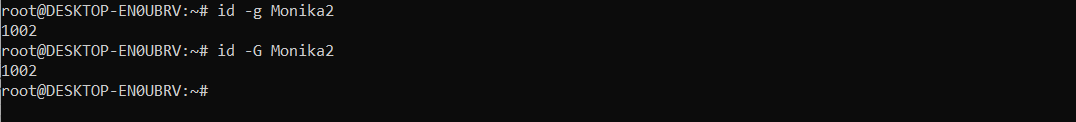 root@DESKTOP-EN0UBRV:~# id -g Monika2
1002
root@DESKTOP-EN0UBRV:~# id -G Monika2
1002
root@DESKTOP-EN0UBRV:~#